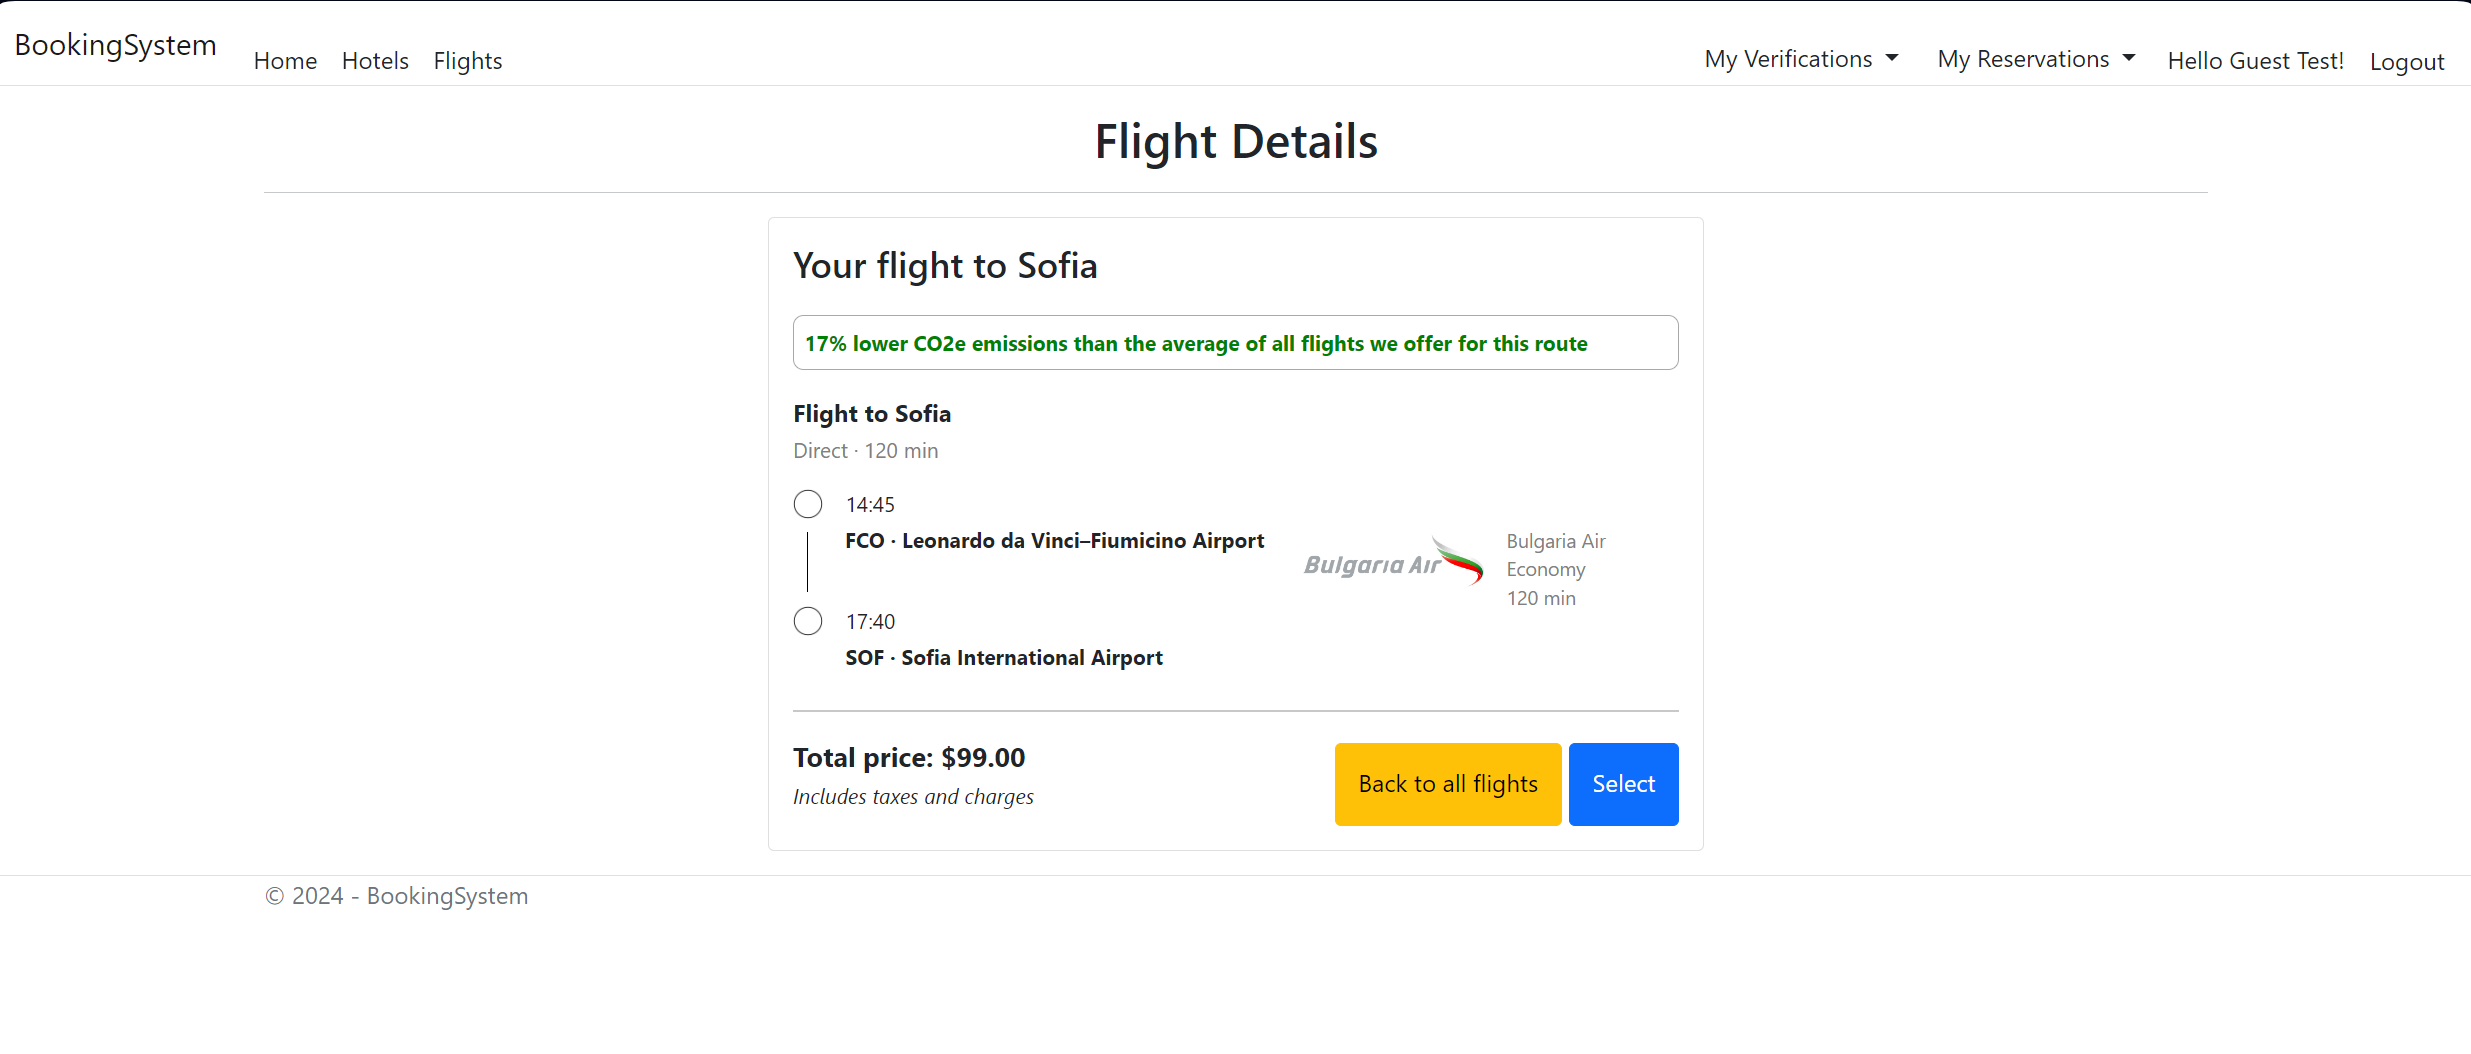 BookingSystem
Home Hotels Flights
My Verifications My Reservations Hello Guest Test! Logout
Flight Details
Your flight to Sofia
17% lower CO2e emissions than the average of all flights we offer for this route
Flight to Sofia
Direct · 120 min
14:45
FCO · Leonardo da Vinci–Fiumicino Airport
Bulgaria Air
Bulgaria Air
Economy
120 min
17:40
SOF · Sofia International Airport
Total price: $99.00
Includes taxes and charges
Back to all flights
Select
© 2024 - BookingSystem